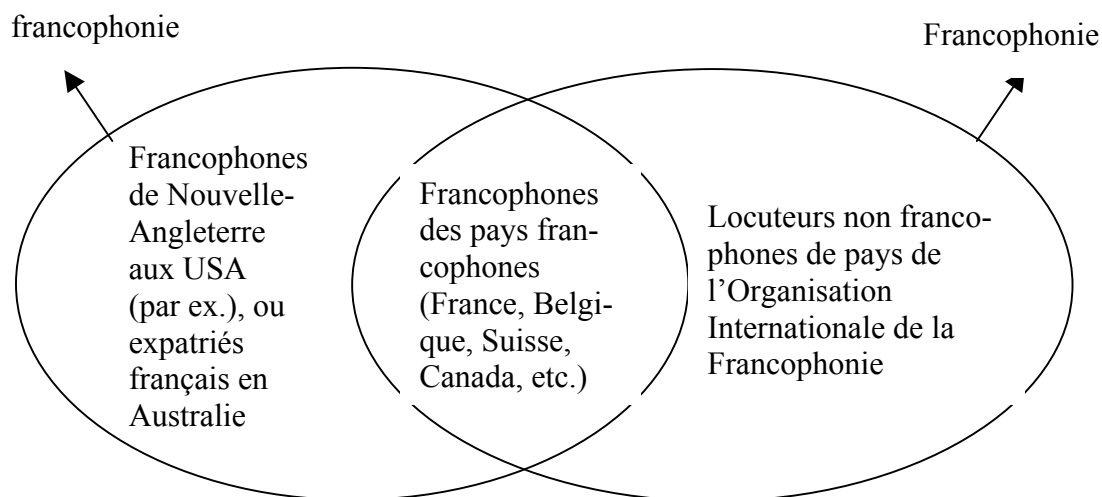 francophonie
Francophonie
Francophones
de Nouvelle-
Angleterre
aux USA
(par ex.), ou
expatriés
français en
Australie
Francophones
des pays fran-
cophones
(France, Belgi-
que, Suisse,
Canada, etc.)
Locuteurs non franco-
phones de pays de
l’Organisation
Internationale de la
Francophonie